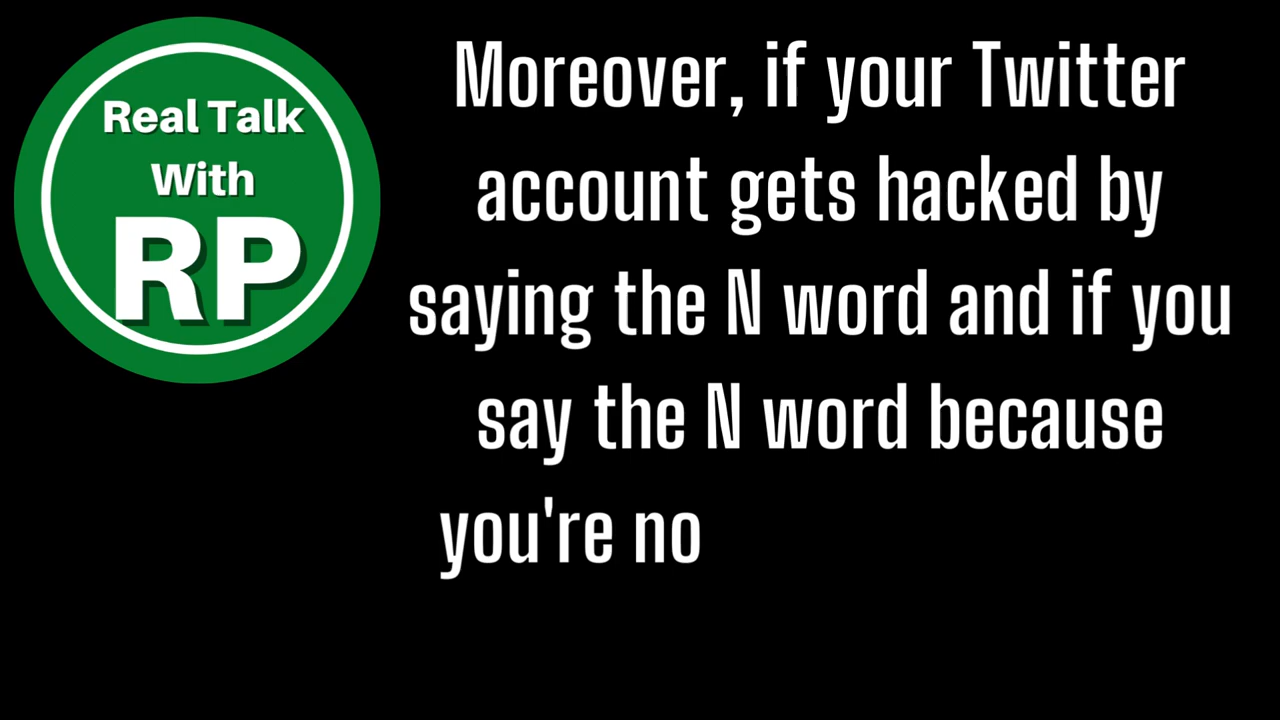 Real Talk
With
RP
Moreover, if your Twitter
account gets hacked by
saying the N word and if you
say the N word because
you're no